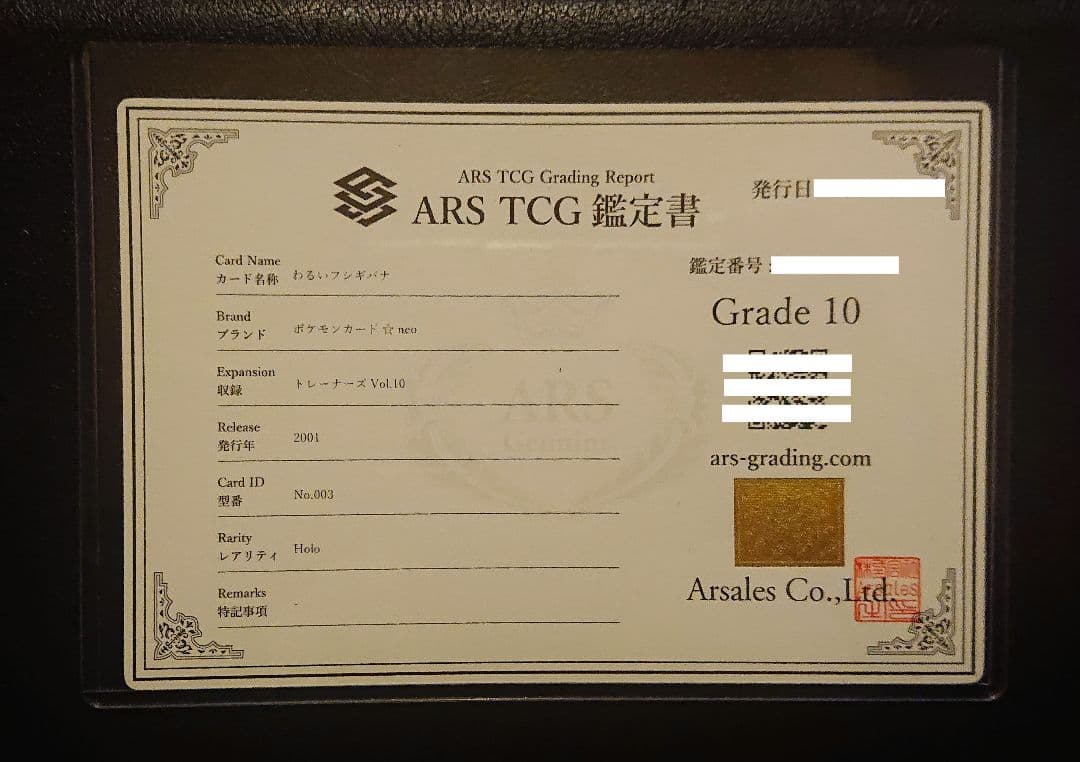 ARS TCG Grading Report
ARS TCG 鑑定書
発行日
Card Name
カード名称 わるいフシギバナ
Brand
ブランド ポケモンカード☆neo
Expansion
収録 トレーナーズ Vol.10
Release
発行年 2001
Card ID
型番 No.003
Rarity
レアリティ Holo
Remarks
特記事項 -
鑑定番号 :
Grade 10
ars-grading.com
Arsales Co.,Ltd.
ARS
Genuine